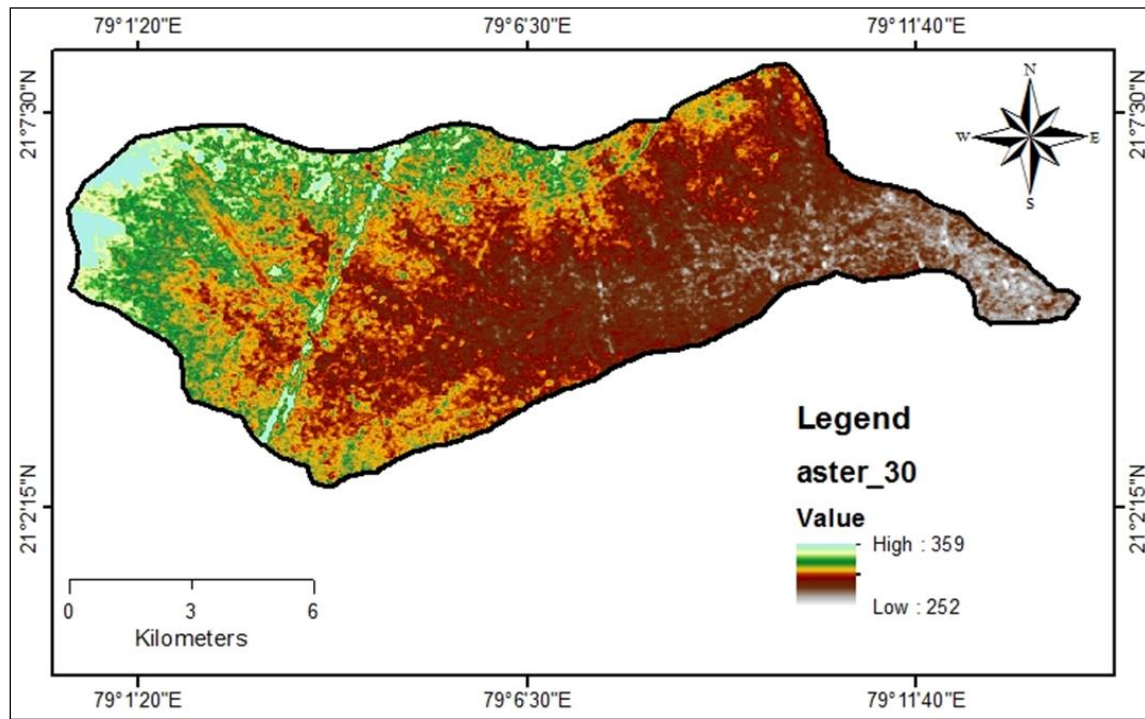 79°1'20"E 79°6'30"E 79°11'40"E
21°7'30"N 21°7'30"N
N
W E
S
21°2'15"N 21°2'15"N
Legend
aster_30
Value
High : 359
Low : 252
0 3 6
Kilometers
79°1'20"E 79°6'30"E 79°11'40"E